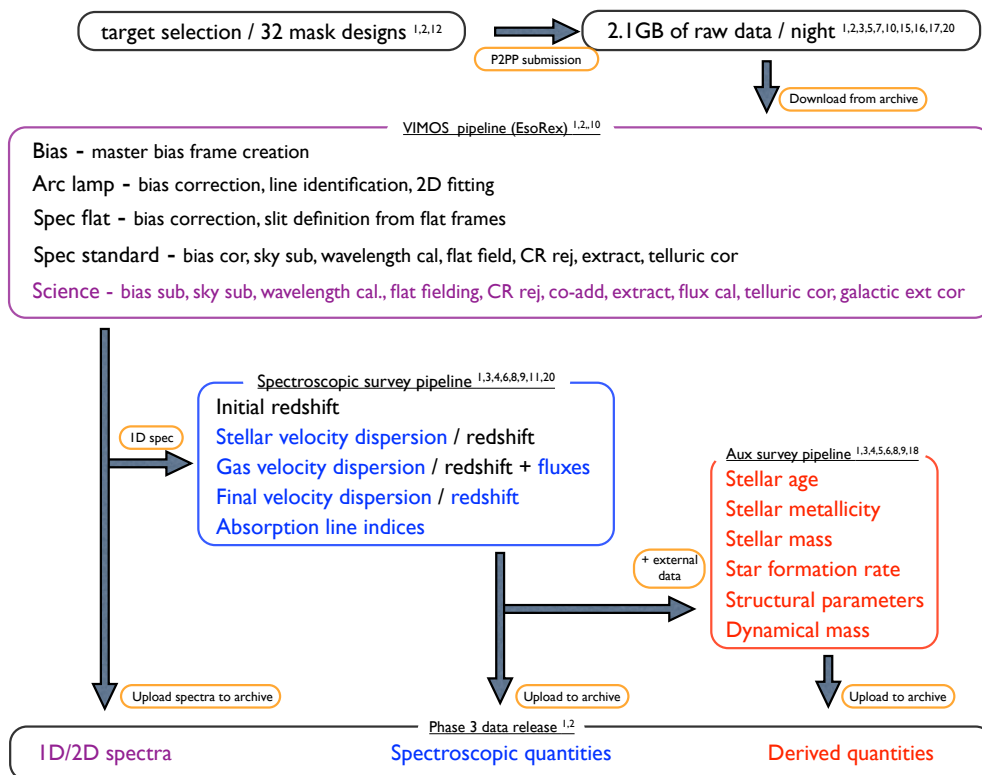 target selection / 32 mask designs 1,2,12
2.1GB of raw data / night 1,2,3,5,7,10,15,16,17,20
P2PP submission
Download from archive
VIMOS pipeline (EsoRex) 1,2,,10
Bias - master bias frame creation
Arc lamp - bias correction, line identification, 2D fitting
Spec flat - bias correction, slit definition from flat frames
Spec standard - bias cor, sky sub, wavelength cal, flat field, CR rej, extract, telluric cor
Science - bias sub, sky sub, wavelength cal., flat fielding, CR rej, co-add, extract, flux cal, telluric cor, galactic ext cor
1D spec
Spectroscopic survey pipeline 1,3,4,6,8,9,11,20
Initial redshift
Stellar velocity dispersion / redshift
Gas velocity dispersion / redshift + fluxes
Final velocity dispersion / redshift
Absorption line indices
+ external
data
Aux survey pipeline 1,3,4,5,6,8,9,18
Stellar age
Stellar metallicity
Stellar mass
Star formation rate
Structural parameters
Dynamical mass
Upload spectra to archive
Upload to archive
Upload to archive
Phase 3 data release 1,2
1D/2D spectra
Spectroscopic quantities
Derived quantities